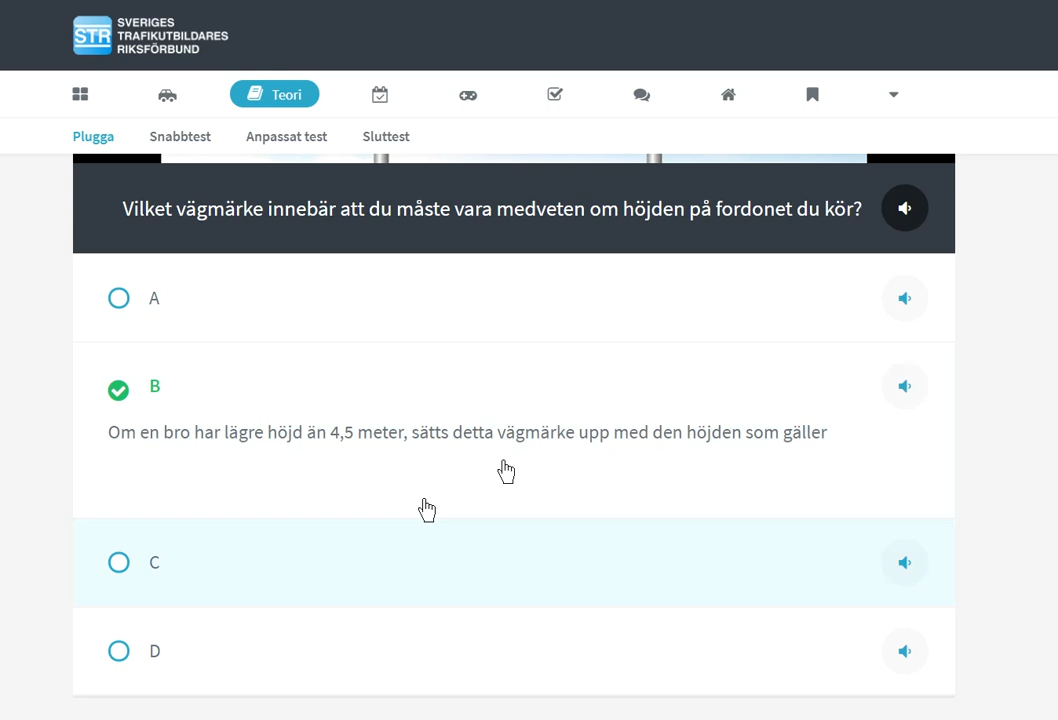 STR
SVERIGES
TRAFIKUTBILDARES
RIKSFÖRBUND
Teori
Plugga Snabbtest Anpassat test Sluttest
Vilket vägmärke innebär att du måste vara medveten om höjden på fordonet du kör?
A
B
Om en bro har lägre höjd än 4,5 meter, sätts detta vägmärke upp med den höjden som gäller
C
D